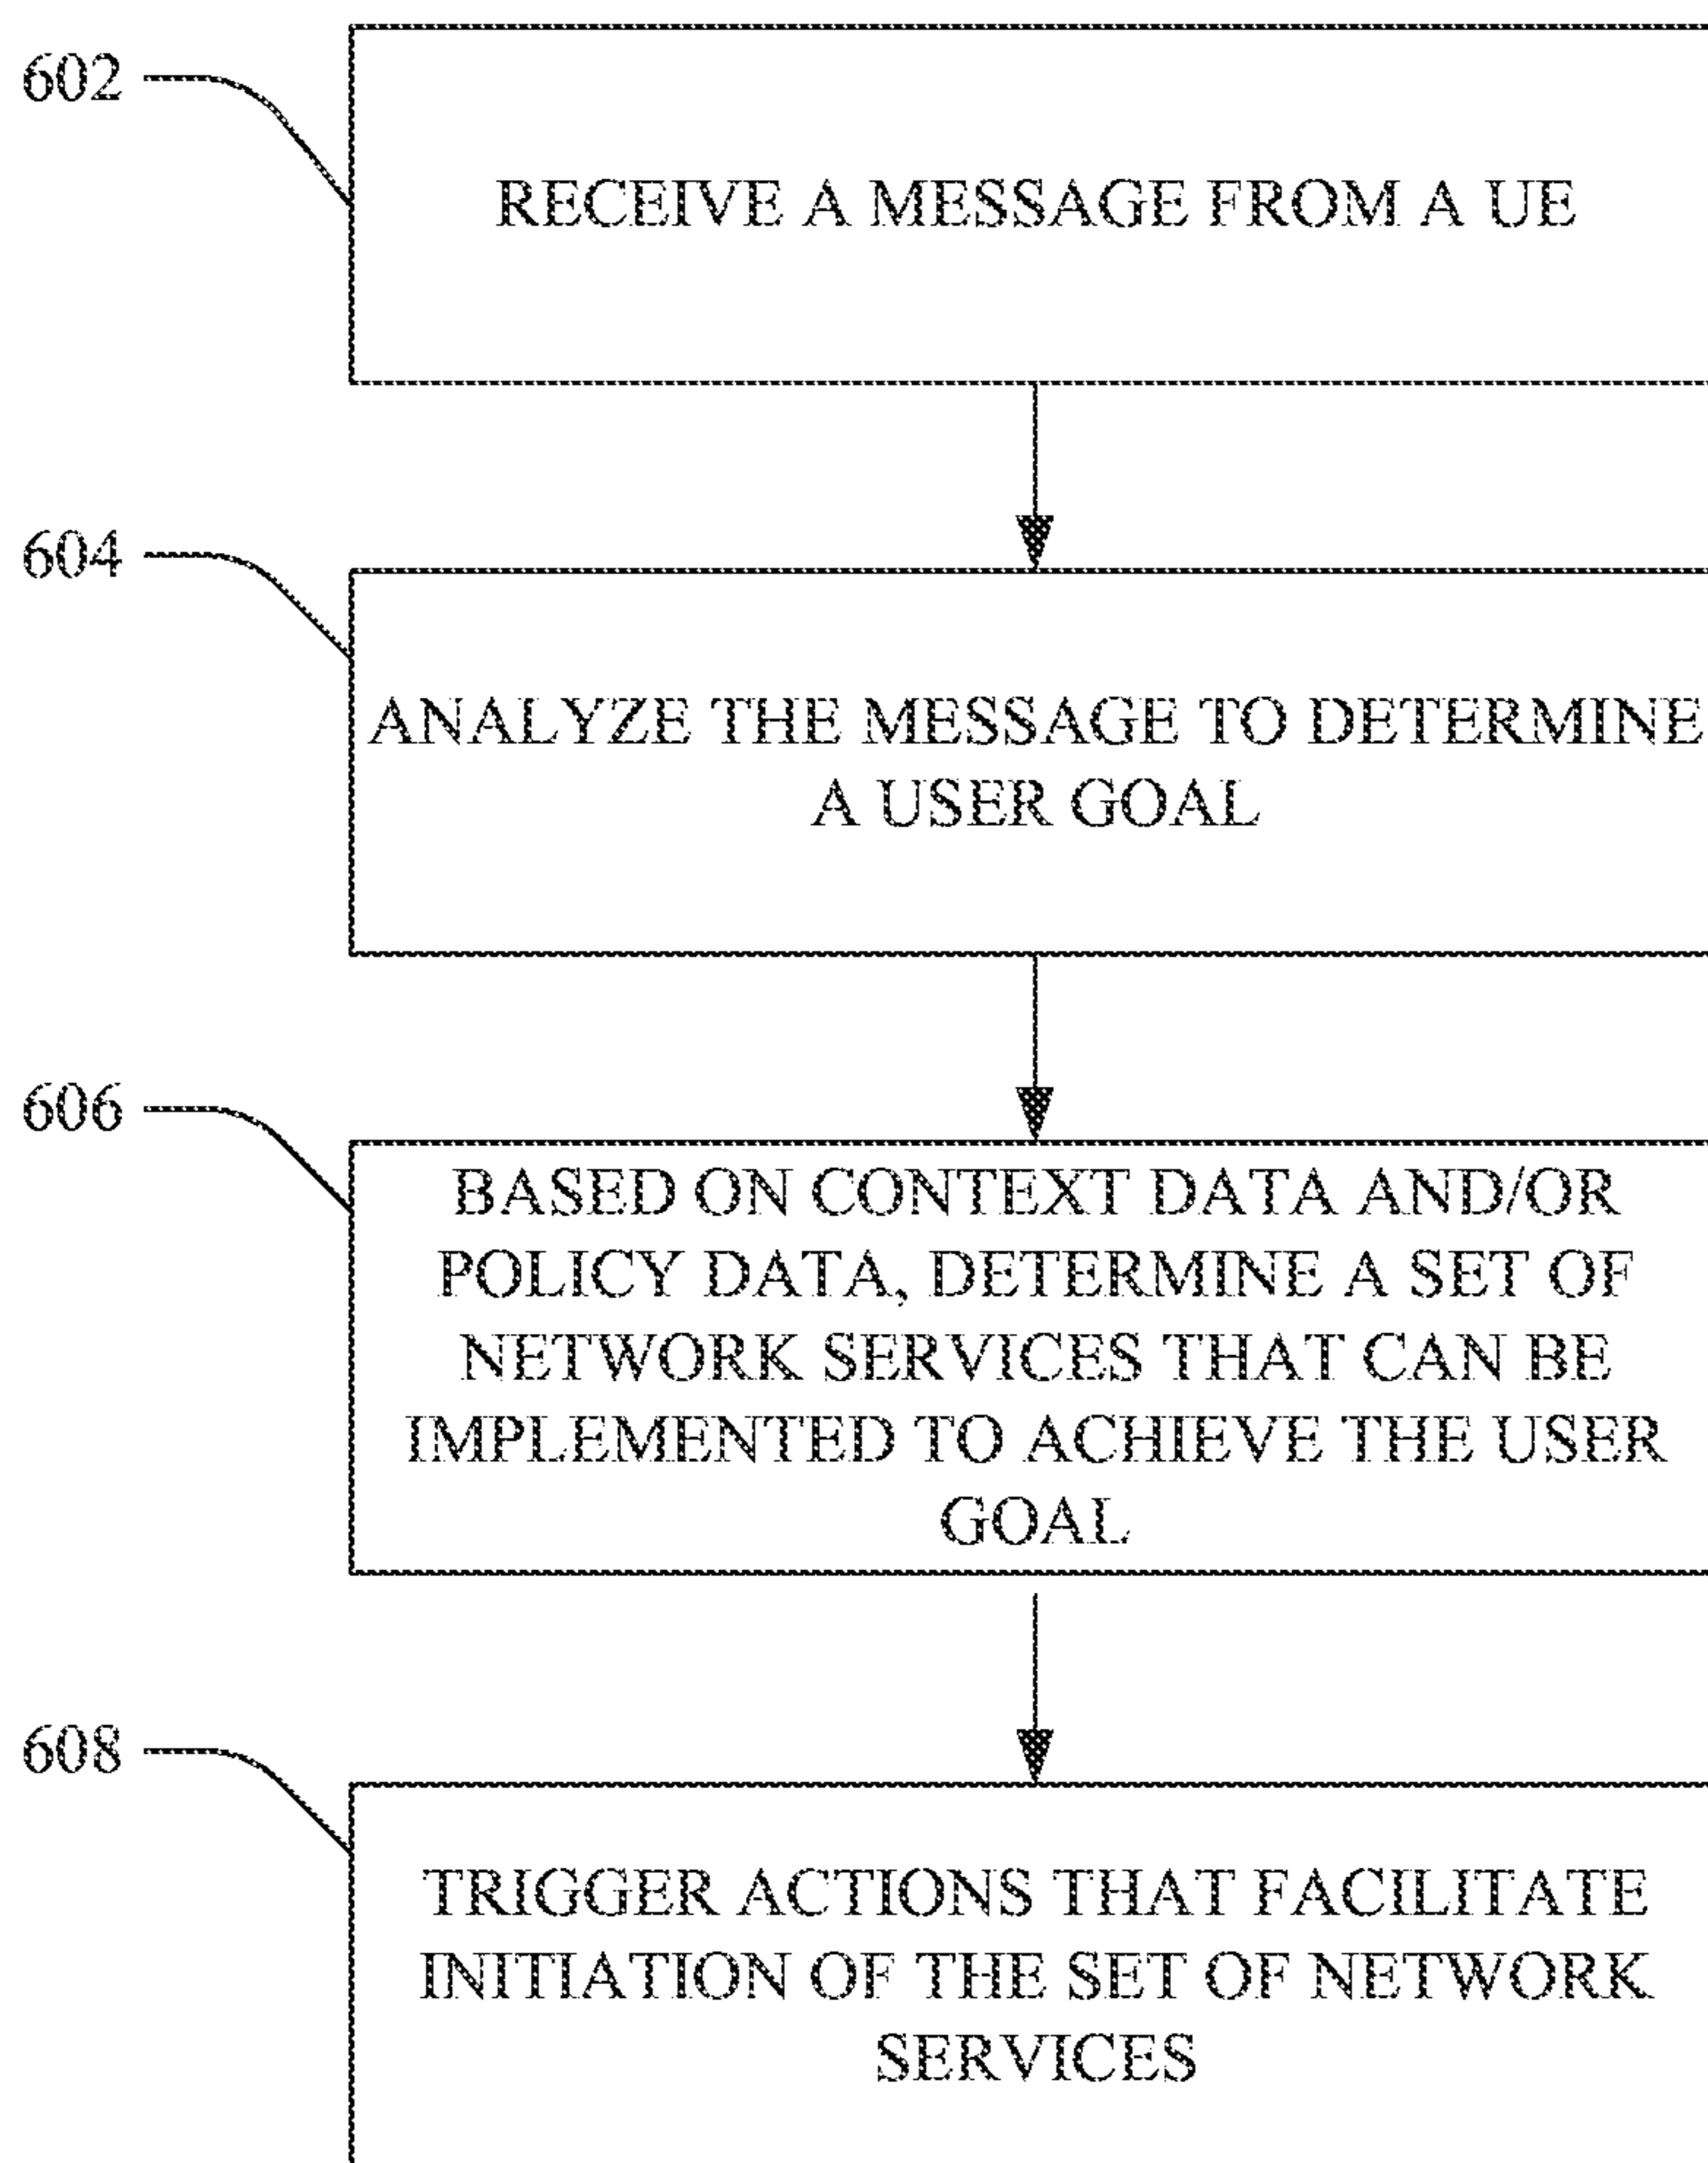 602
RECEIVE A MESSAGE FROM A UE
604
ANALYZE THE MESSAGE TO DETERMINE
A USER GOAL
606
BASED ON CONTEXT DATA AND/OR
POLICY DATA, DETERMINE A SET OF
NETWORK SERVICES THAT CAN BE
IMPLEMENTED TO ACHIEVE THE USER
GOAL
608
TRIGGER ACTIONS THAT FACILITATE
INITIATION OF THE SET OF NETWORK
SERVICES